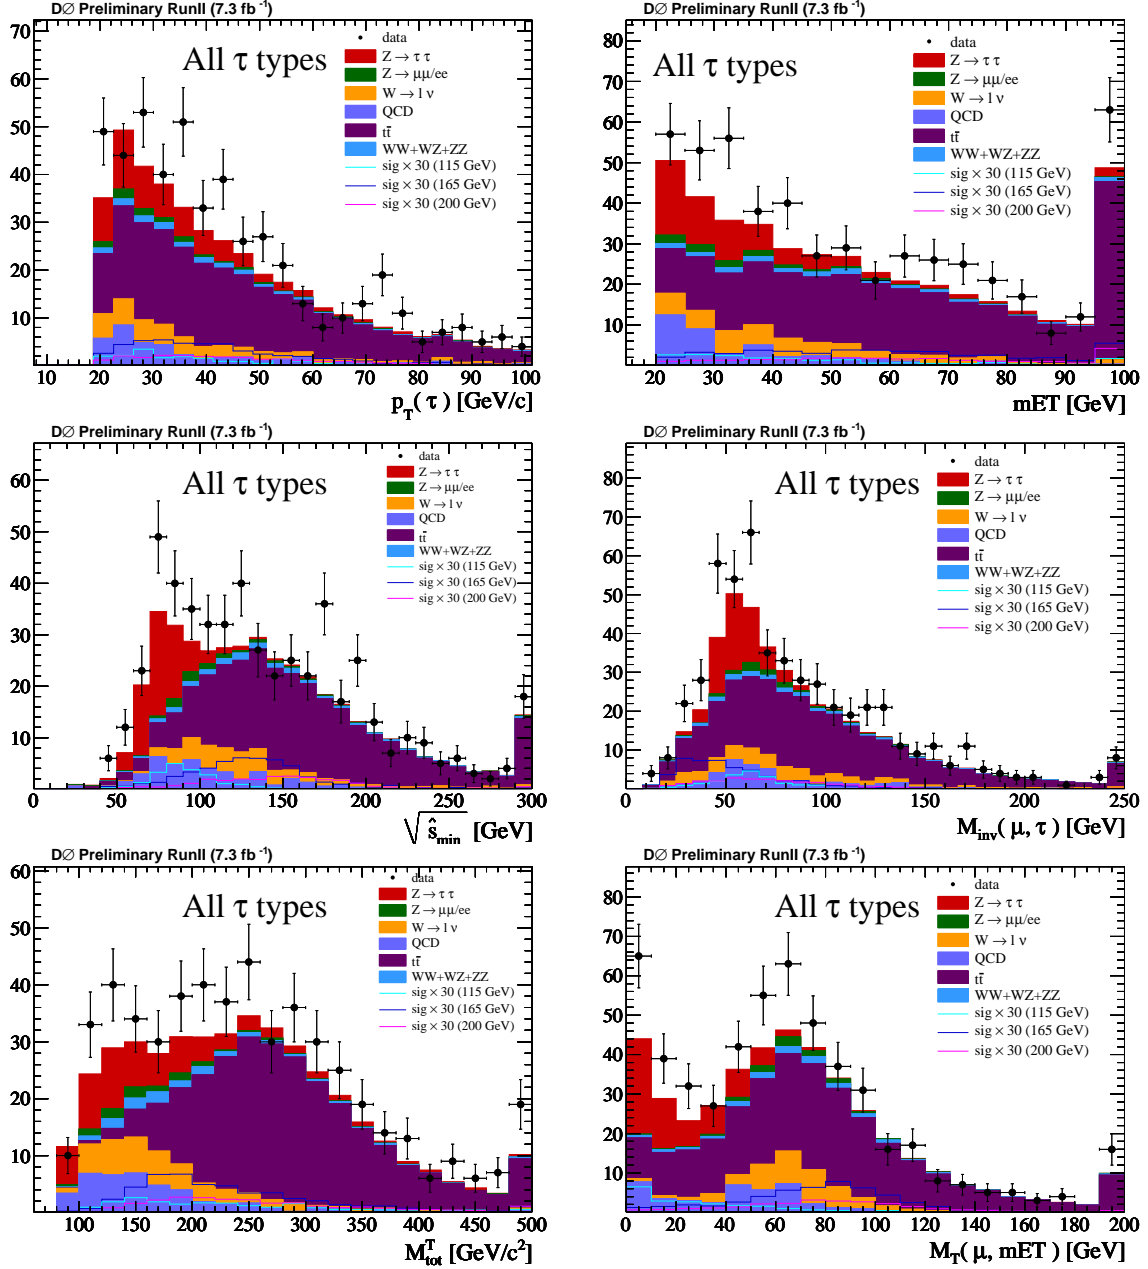 DØ Preliminary RunII (7.3 fb⁻¹)
All τ types
data
Z → τ τ
Z → μμ/ee
W → l ν
QCD
tt̄
WW+WZ+ZZ
sig × 30 (115 GeV)
sig × 30 (165 GeV)
sig × 30 (200 GeV)
70
60
50
40
30
20
10
10 20 30 40 50 60 70 80 90 100
p_T(τ) [GeV/c]
DØ Preliminary RunII (7.3 fb⁻¹)
All τ types
data
Z → τ τ
Z → μμ/ee
W → l ν
QCD
tt̄
WW+WZ+ZZ
sig × 30 (115 GeV)
sig × 30 (165 GeV)
sig × 30 (200 GeV)
80
70
60
50
40
30
20
10
20 30 40 50 60 70 80 90 100
mET [GeV]
DØ Preliminary RunII (7.3 fb⁻¹)
All τ types
data
Z → τ τ
Z → μμ/ee
W → l ν
QCD
tt̄
WW+WZ+ZZ
sig × 30 (115 GeV)
sig × 30 (165 GeV)
sig × 30 (200 GeV)
60
50
40
30
20
10
0 50 100 150 200 250 300
√ŝ_min [GeV]
DØ Preliminary RunII (7.3 fb⁻¹)
All τ types
data
Z → τ τ
Z → μμ/ee
W → l ν
QCD
tt̄
WW+WZ+ZZ
sig × 30 (115 GeV)
sig × 30 (165 GeV)
sig × 30 (200 GeV)
80
70
60
50
40
30
20
10
0 50 100 150 200 250
M_inv(μ, τ) [GeV]
DØ Preliminary RunII (7.3 fb⁻¹)
All τ types
data
Z → τ τ
Z → μμ/ee
W → l ν
QCD
tt̄
WW+WZ+ZZ
sig × 30 (115 GeV)
sig × 30 (165 GeV)
sig × 30 (200 GeV)
60
50
40
30
20
10
100 150 200 250 300 350 400 450 500
M^T_tot [GeV/c²]
DØ Preliminary RunII (7.3 fb⁻¹)
All τ types
data
Z → τ τ
Z → μμ/ee
W → l ν
QCD
tt̄
WW+WZ+ZZ
sig × 30 (115 GeV)
sig × 30 (165 GeV)
sig × 30 (200 GeV)
80
70
60
50
40
30
20
10
0 20 40 60 80 100 120 140 160 180 200
M_T(μ, mET) [GeV]